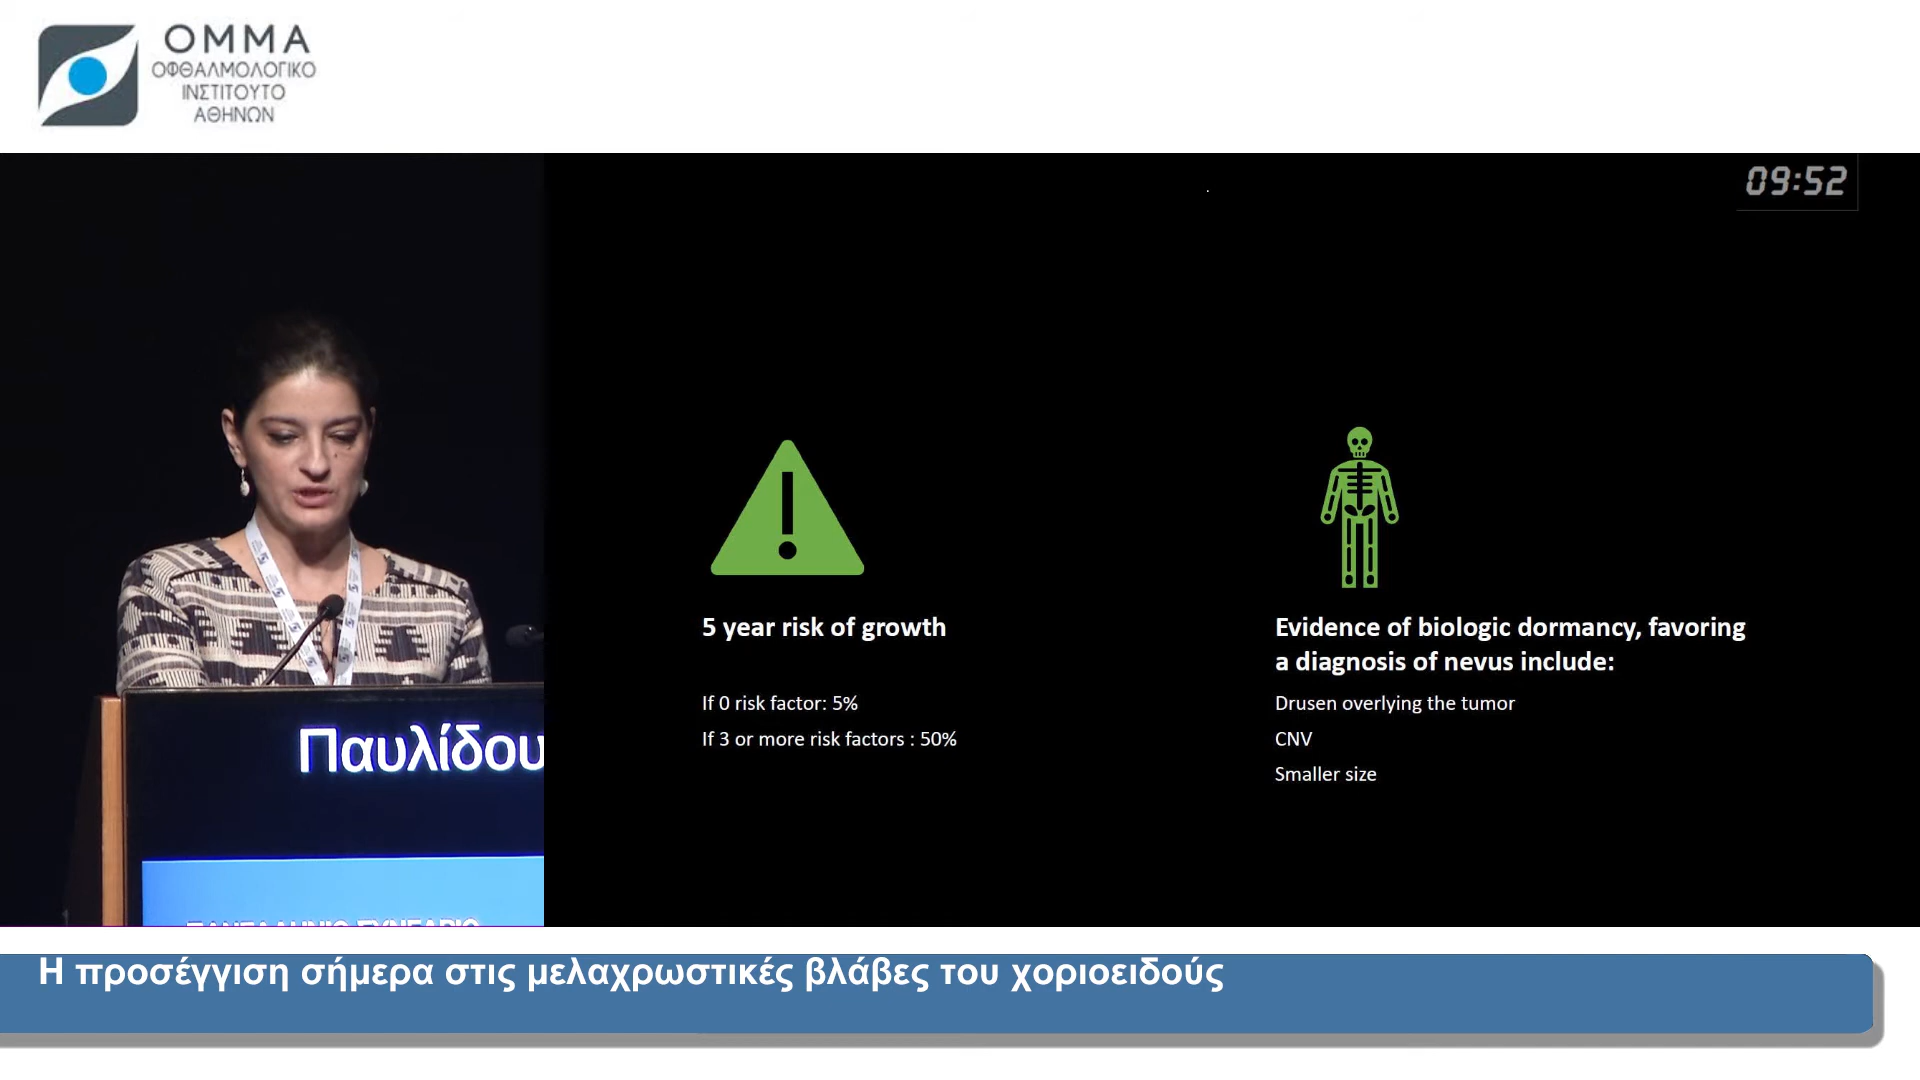 OMMA
ΟΦΘΑΛΜΟΛΟΓΙΚΟ
ΙΝΣΤΙΤΟΥΤΟ
ΑΘΗΝΩΝ
09:52
5 year risk of growth
If 0 risk factor: 5%
If 3 or more risk factors : 50%
Evidence of biologic dormancy, favoring
a diagnosis of nevus include:
Drusen overlying the tumor
CNV
Smaller size
Παυλίδου
ΠΑΝΕΛΛΗΝΙΟ ΣΥΝΕΔΡΙΟ
Η προσέγγιση σήμερα στις μελαχρωστικές βλάβες του χοριοειδούς